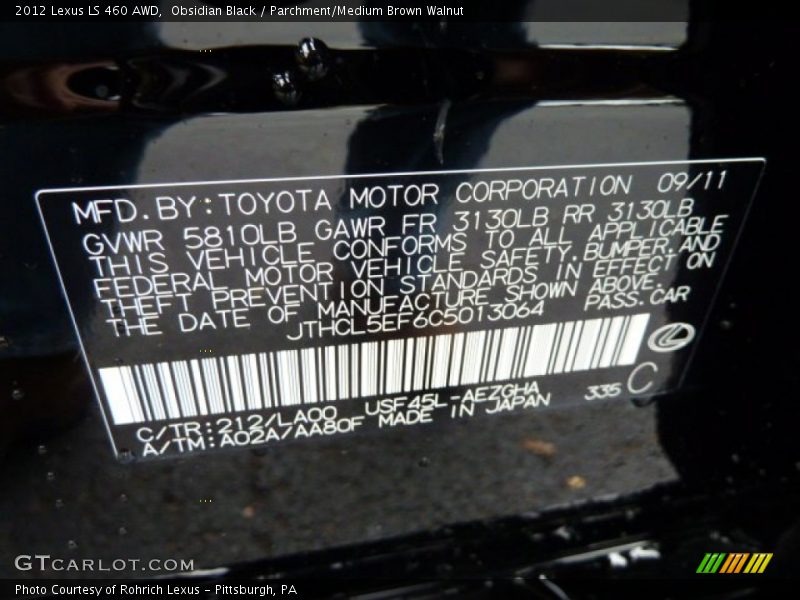 2012 Lexus LS 460 AWD, Obsidian Black / Parchment/Medium Brown Walnut
MFD.BY:TOYOTA MOTOR CORPORATION 09/11
GVWR 5810LB GAWR FR 3130LB RR 3130LB
THIS VEHICLE CONFORMS TO ALL APPLICABLE
FEDERAL MOTOR VEHICLE SAFETY,BUMPER,AND
THEFT PREVENTION STANDARDS IN EFFECT ON
THE DATE OF MANUFACTURE SHOWN ABOVE.
JTHCL5EF6C5013064 PASS.CAR
C/TR:212/LA00 USF45L-AEZGHA 335 C
A/TM:A02A/AA80F MADE IN JAPAN
GTCARLOT.COM
Photo Courtesy of Rohrich Lexus - Pittsburgh, PA